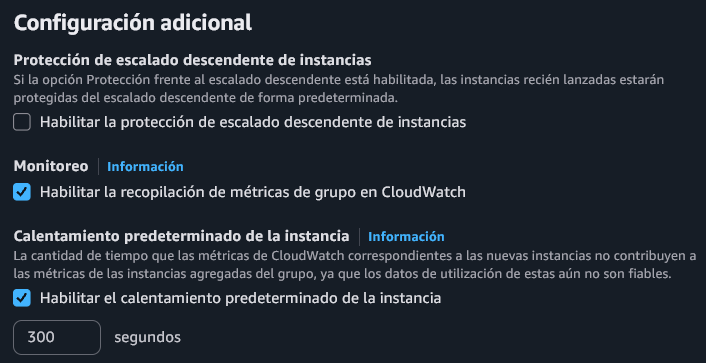 Configuración adicional
Protección de escalado descendente de instancias
Si la opción Protección frente al escalado descendente está habilitada, las instancias recién lanzadas estarán
protegidas del escalado descendente de forma predeterminada.
Habilitar la protección de escalado descendente de instancias
Monitoreo | Información
Habilitar la recopilación de métricas de grupo en CloudWatch
Calentamiento predeterminado de la instancia | Información
La cantidad de tiempo que las métricas de CloudWatch correspondientes a las nuevas instancias no contribuyen a
las métricas de las instancias agregadas del grupo, ya que los datos de utilización de estas aún no son fiables.
Habilitar el calentamiento predeterminado de la instancia
300 segundos